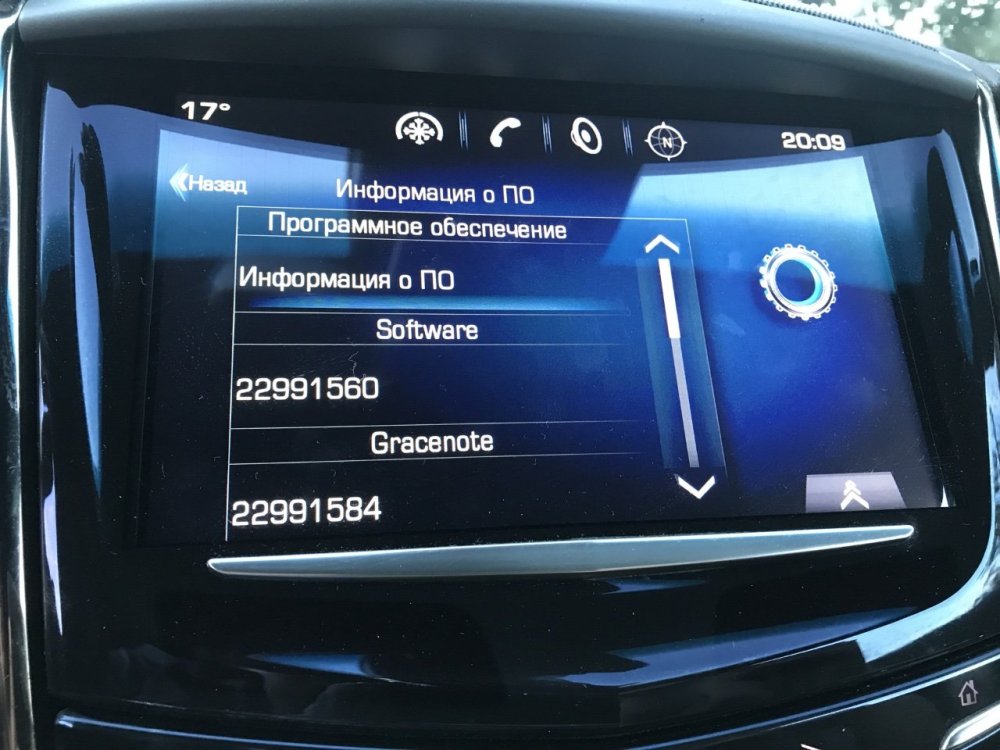 17°
N
20:09
Назад
Информация о ПО
Программное обеспечение
Информация о ПО
Software
22991560
Gracenote
22991584